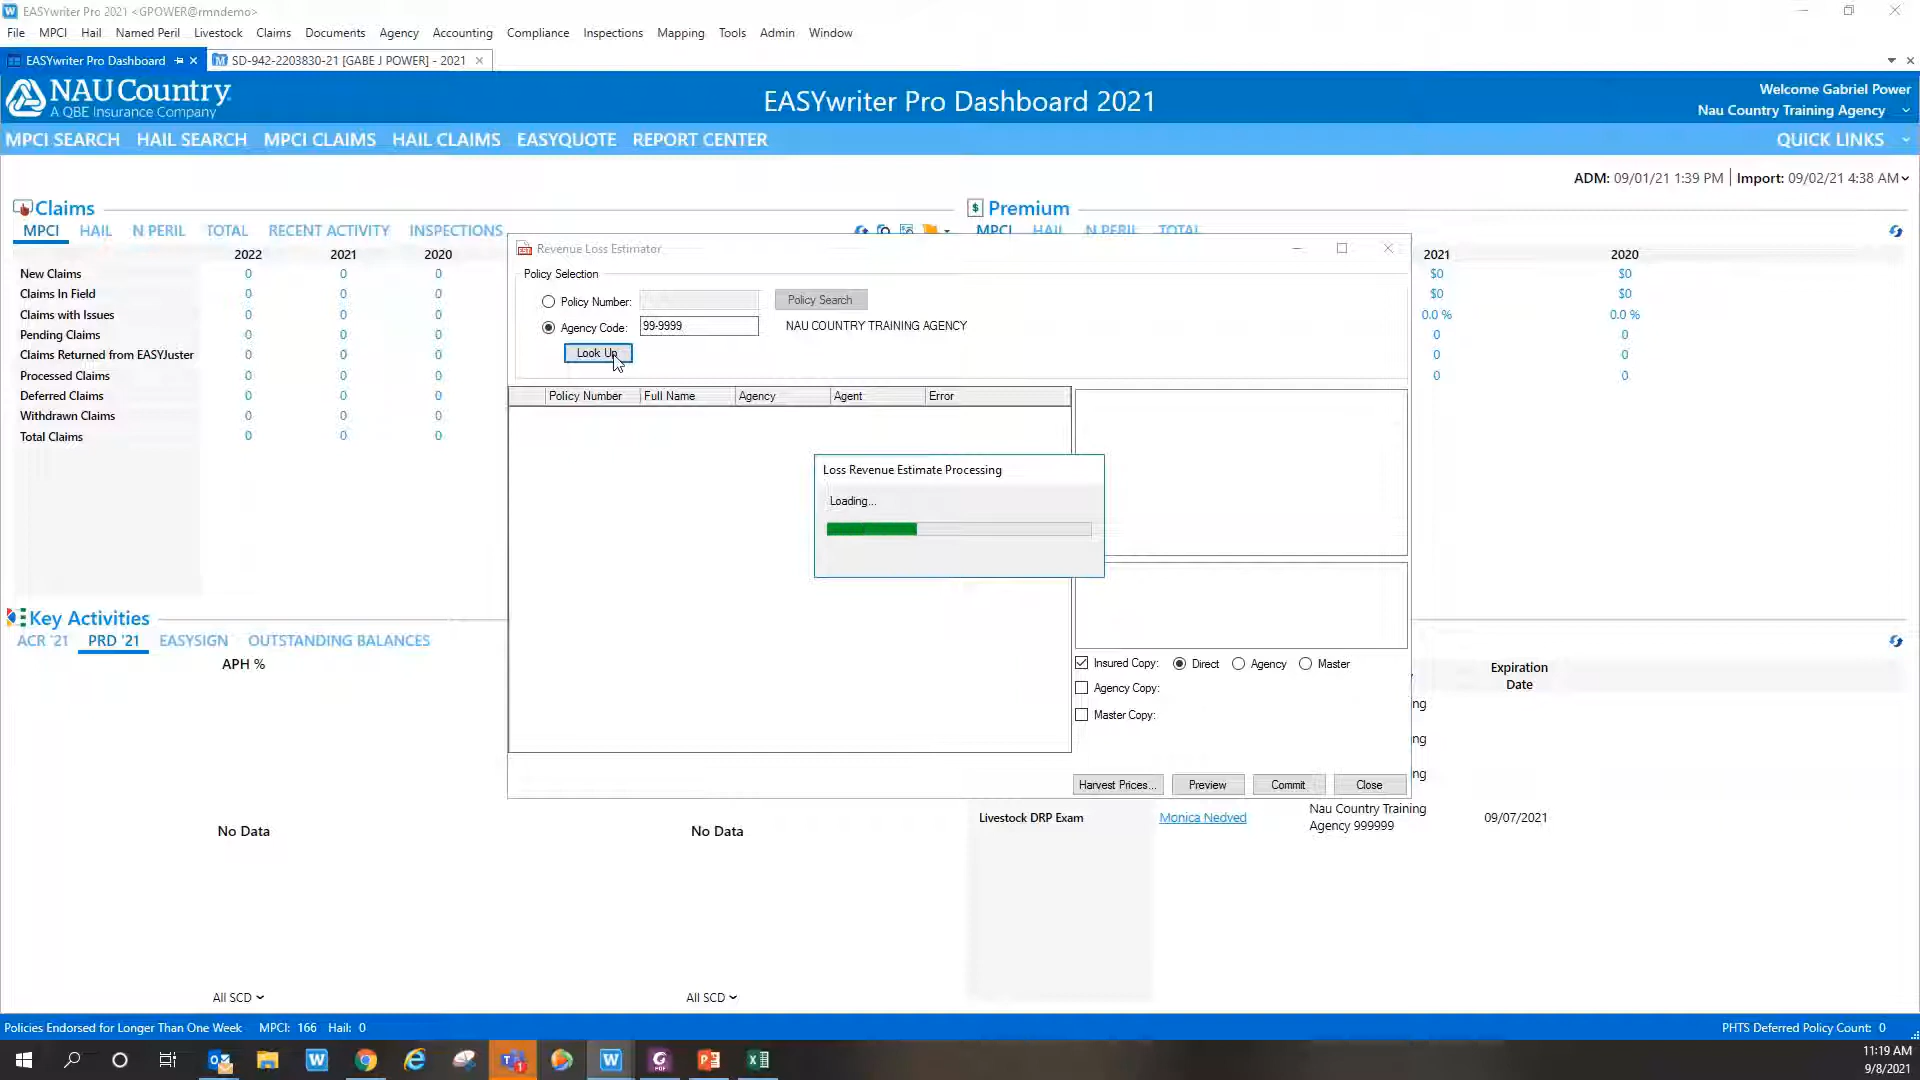 EASYwriter Pro 2021 <GPOWER@rmndemo>
File MPCI Hail Named Peril Livestock Claims Documents Agency Accounting Compliance Inspections Mapping Tools Admin Window
EASYwriter Pro Dashboard SD-942-2203830-21 [GABE J POWER] - 2021
NAU Country
A QBE Insurance Company
EASYwriter Pro Dashboard 2021
Welcome Gabriel Power
Nau Country Training Agency
MPCI SEARCH HAIL SEARCH MPCI CLAIMS HAIL CLAIMS EASYQUOTE REPORT CENTER QUICK LINKS
ADM: 09/01/21 1:39 PM | Import: 09/02/21 4:38 AM
Claims
MPCI HAIL N PERIL TOTAL RECENT ACTIVITY INSPECTIONS
2022 2021 2020
New Claims 0 0 0
Claims In Field 0 0 0
Claims with Issues 0 0 0
Pending Claims 0 0 0
Claims Returned from EASYJuster 0 0 0
Processed Claims 0 0 0
Deferred Claims 0 0 0
Withdrawn Claims 0 0 0
Total Claims 0 0 0
Premium
MPCI HAIL N PERIL TOTAL
2021 2020
$0 $0
$0 $0
0.0 % 0.0 %
0 0
0 0
0 0
Revenue Loss Estimator
Policy Selection
Policy Number: Policy Search
Agency Code: 99-9999 NAU COUNTRY TRAINING AGENCY
Look Up
Policy Number Full Name Agency Agent Error
Loss Revenue Estimate Processing
Loading...
Insured Copy: Direct Agency Master
Agency Copy:
Master Copy:
Harvest Prices... Preview Commit Close
Key Activities
ACR '21 PRD '21 EASYSIGN OUTSTANDING BALANCES
APH %
No Data No Data
All SCD All SCD
Expiration
Date
ng
ng
ng
Livestock DRP Exam Monica Nedved Nau Country Training
Agency 999999 09/07/2021
Policies Endorsed for Longer Than One Week MPCI: 166 Hail: 0
PHTS Deferred Policy Count: 0
11:19 AM
9/8/2021